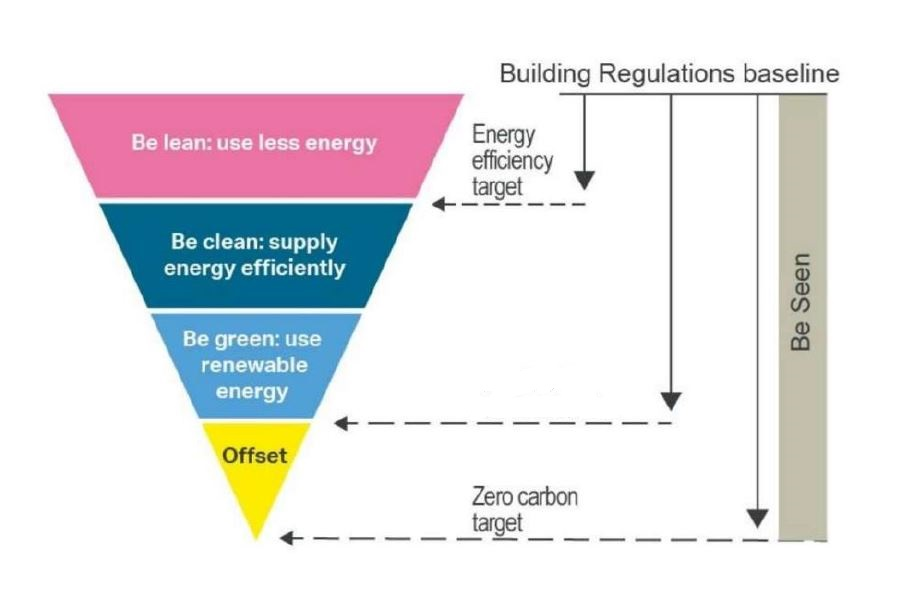 Building Regulations baseline
Be lean: use less energy
Energy
efficiency
target
Be clean: supply
energy efficiently
Be green: use
renewable
energy
Offset
Zero carbon
target
Be Seen